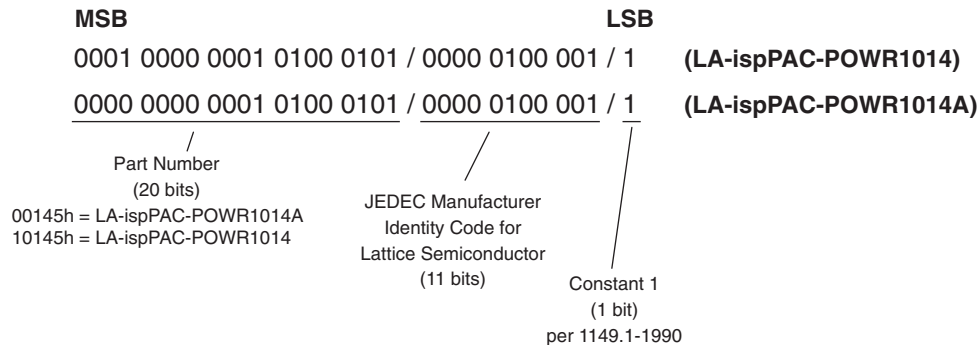 MSB LSB
0001 0000 0001 0100 0101 / 0000 0100 001 / 1 (LA-ispPAC-POWR1014)
0000 0000 0001 0100 0101 / 0000 0100 001 / 1 (LA-ispPAC-POWR1014A)
Part Number
(20 bits)
00145h = LA-ispPAC-POWR1014A
10145h = LA-ispPAC-POWR1014
JEDEC Manufacturer
Identity Code for
Lattice Semiconductor
(11 bits)
Constant 1
(1 bit)
per 1149.1-1990